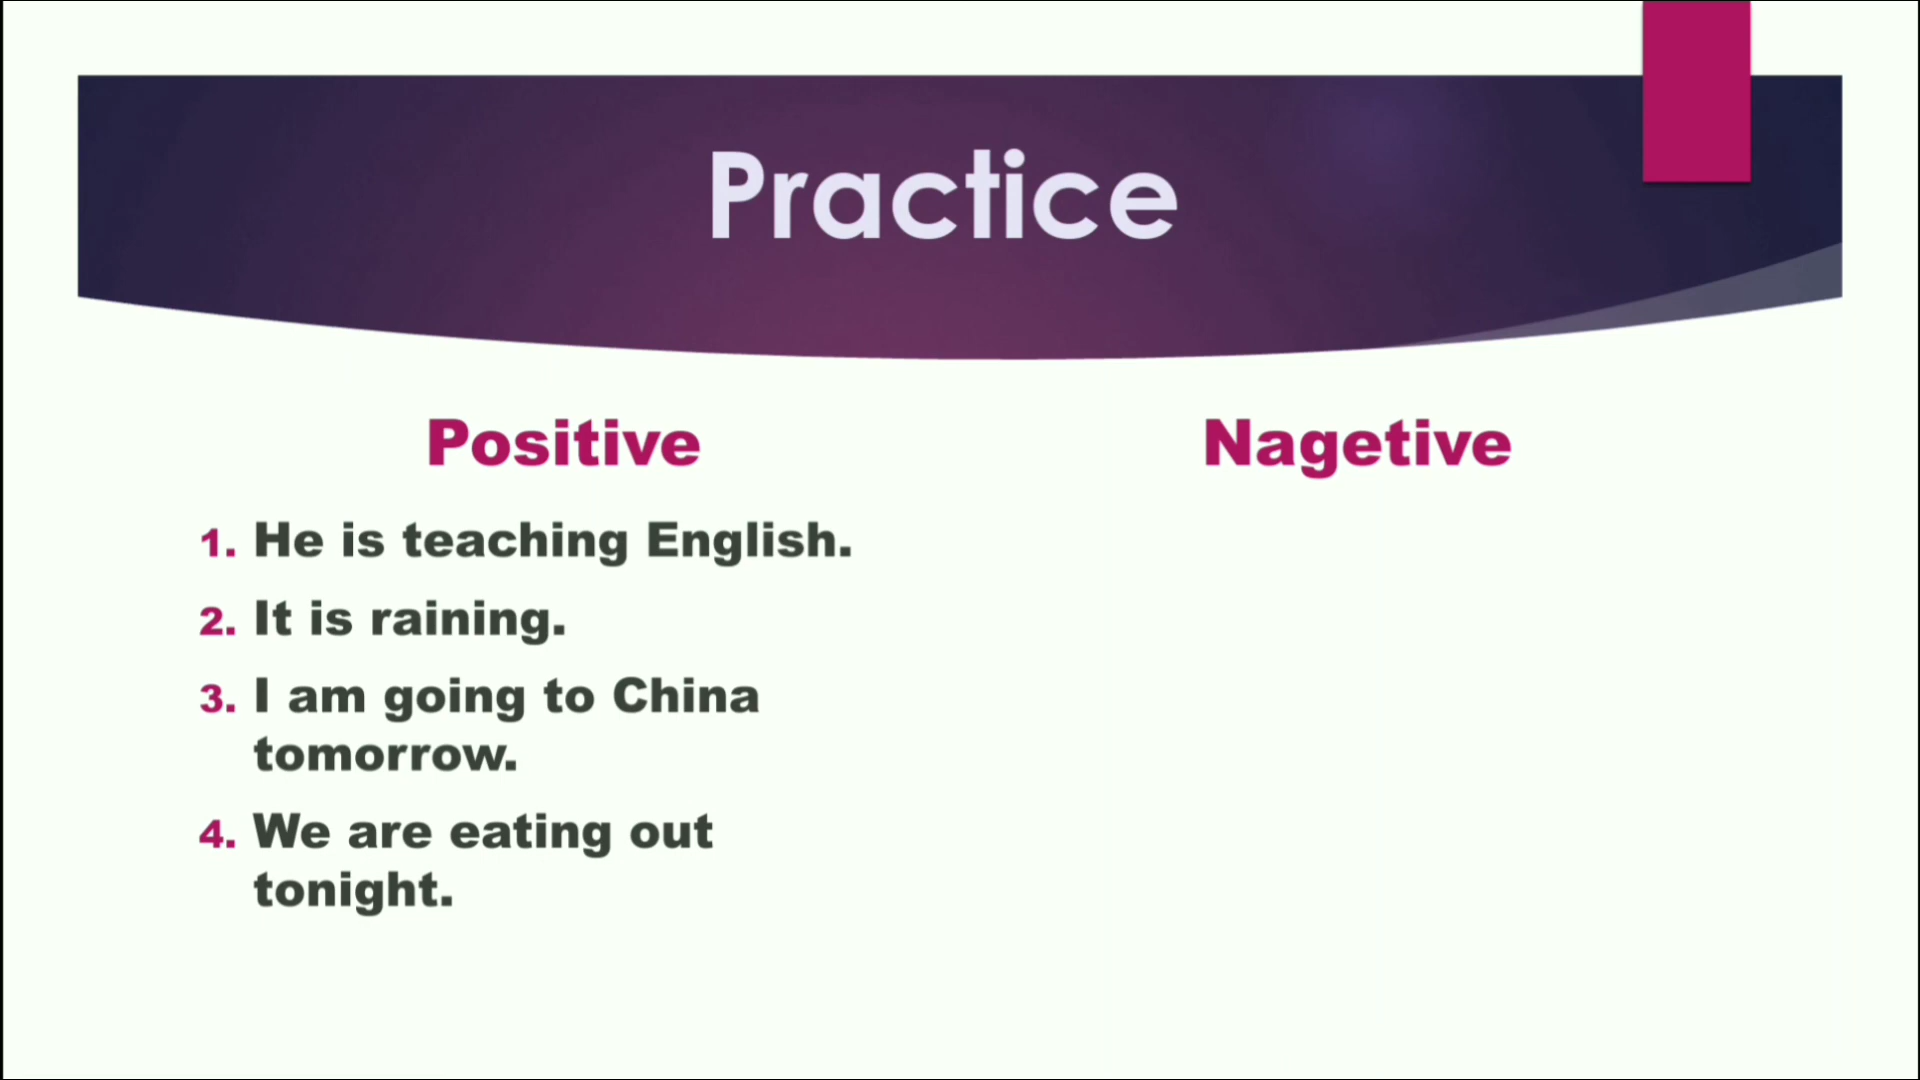 Practice
Positive
Nagetive
1. He is teaching English.
2. It is raining.
3. I am going to China
tomorrow.
4. We are eating out
tonight.